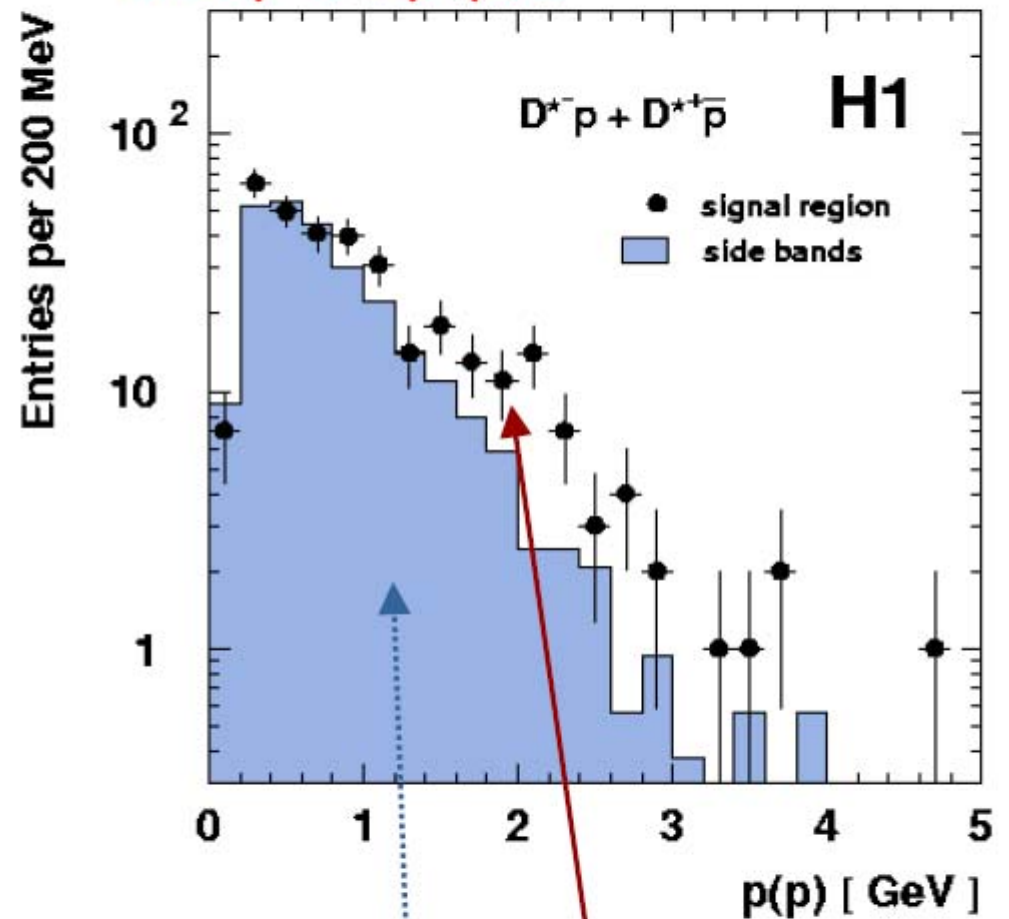 Entries per 200 MeV
H1
D*⁻p + D*⁺p̅
signal region
side bands
10²
10
1
0 1 2 3 4 5
p(p) [ GeV ]